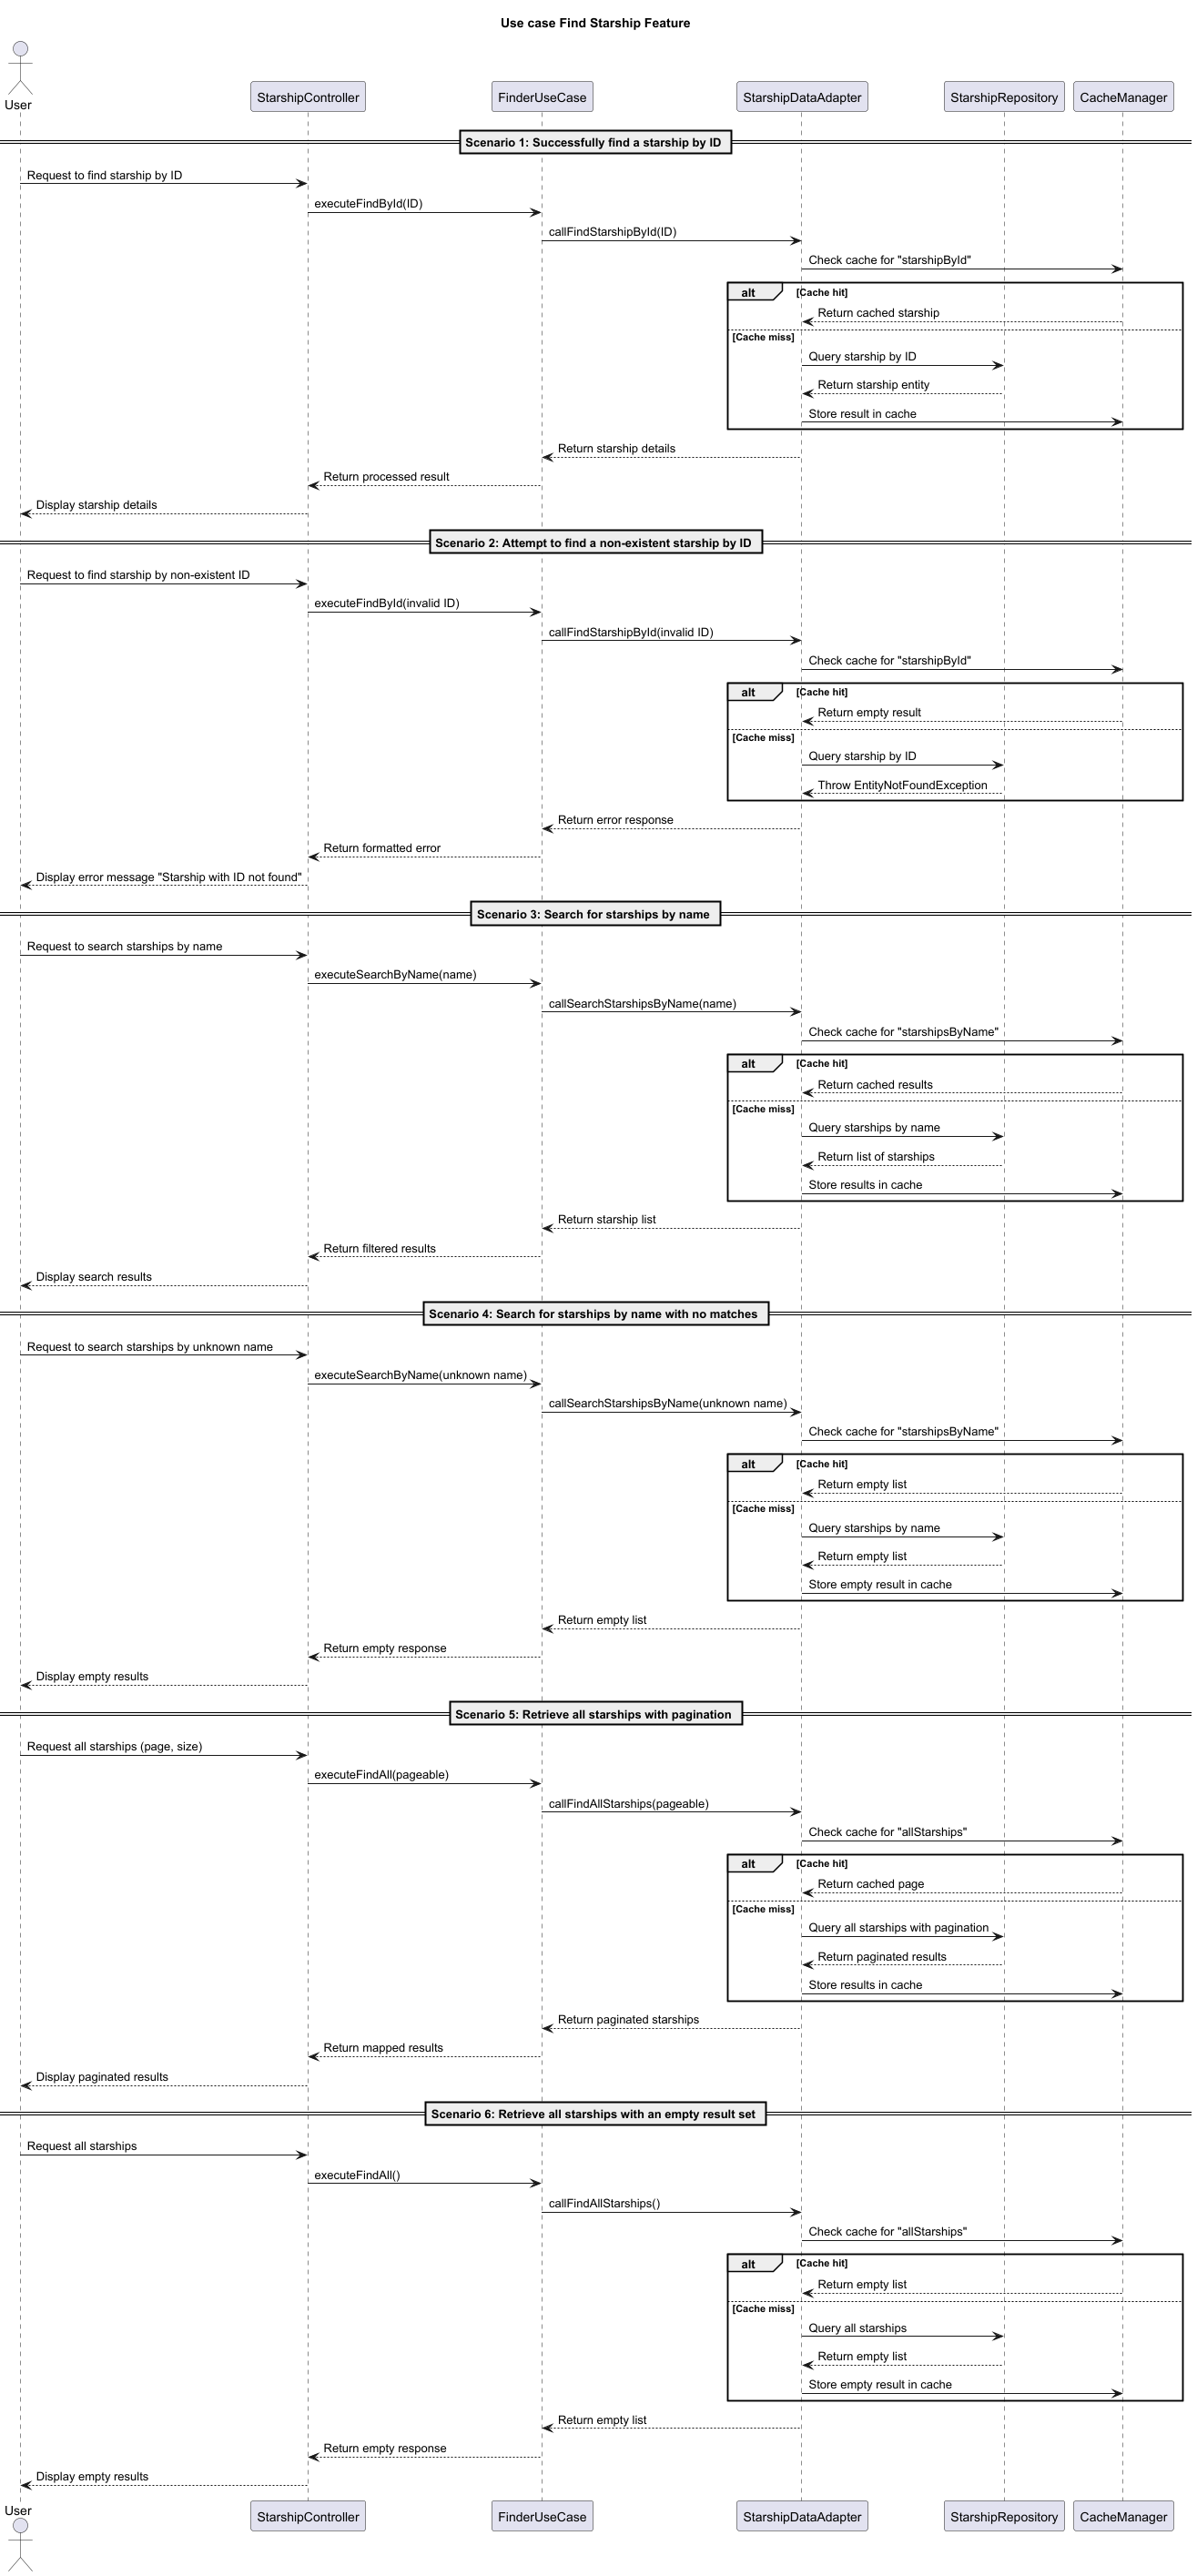 Use case Find Starship Feature
User
StarshipController
FinderUseCase
StarshipDataAdapter
StarshipRepository
CacheManager
Scenario 1: Successfully find a starship by ID
Request to find starship by ID
executeFindById(ID)
callFindStarshipById(ID)
Check cache for "starshipById"
alt
[Cache hit]
Return cached starship
[Cache miss]
Query starship by ID
Return starship entity
Store result in cache
Return starship details
Return processed result
Display starship details
Scenario 2: Attempt to find a non-existent starship by ID
Request to find starship by non-existent ID
executeFindById(invalid ID)
callFindStarshipById(invalid ID)
Check cache for "starshipById"
alt
[Cache hit]
Return empty result
[Cache miss]
Query starship by ID
Throw EntityNotFoundException
Return error response
Return formatted error
Display error message "Starship with ID not found"
Scenario 3: Search for starships by name
Request to search starships by name
executeSearchByName(name)
callSearchStarshipsByName(name)
Check cache for "starshipsByName"
alt
[Cache hit]
Return cached results
[Cache miss]
Query starships by name
Return list of starships
Store results in cache
Return starship list
Return filtered results
Display search results
Scenario 4: Search for starships by name with no matches
Request to search starships by unknown name
executeSearchByName(unknown name)
callSearchStarshipsByName(unknown name)
Check cache for "starshipsByName"
alt
[Cache hit]
Return empty list
[Cache miss]
Query starships by name
Return empty list
Store empty result in cache
Return empty list
Return empty response
Display empty results
Scenario 5: Retrieve all starships with pagination
Request all starships (page, size)
executeFindAll(pageable)
callFindAllStarships(pageable)
Check cache for "allStarships"
alt
[Cache hit]
Return cached page
[Cache miss]
Query all starships with pagination
Return paginated results
Store results in cache
Return paginated starships
Return mapped results
Display paginated results
Scenario 6: Retrieve all starships with an empty result set
Request all starships
executeFindAll()
callFindAllStarships()
Check cache for "allStarships"
alt
[Cache hit]
Return empty list
[Cache miss]
Query all starships
Return empty list
Store empty result in cache
Return empty list
Return empty response
Display empty results
User
StarshipController
FinderUseCase
StarshipDataAdapter
StarshipRepository
CacheManager